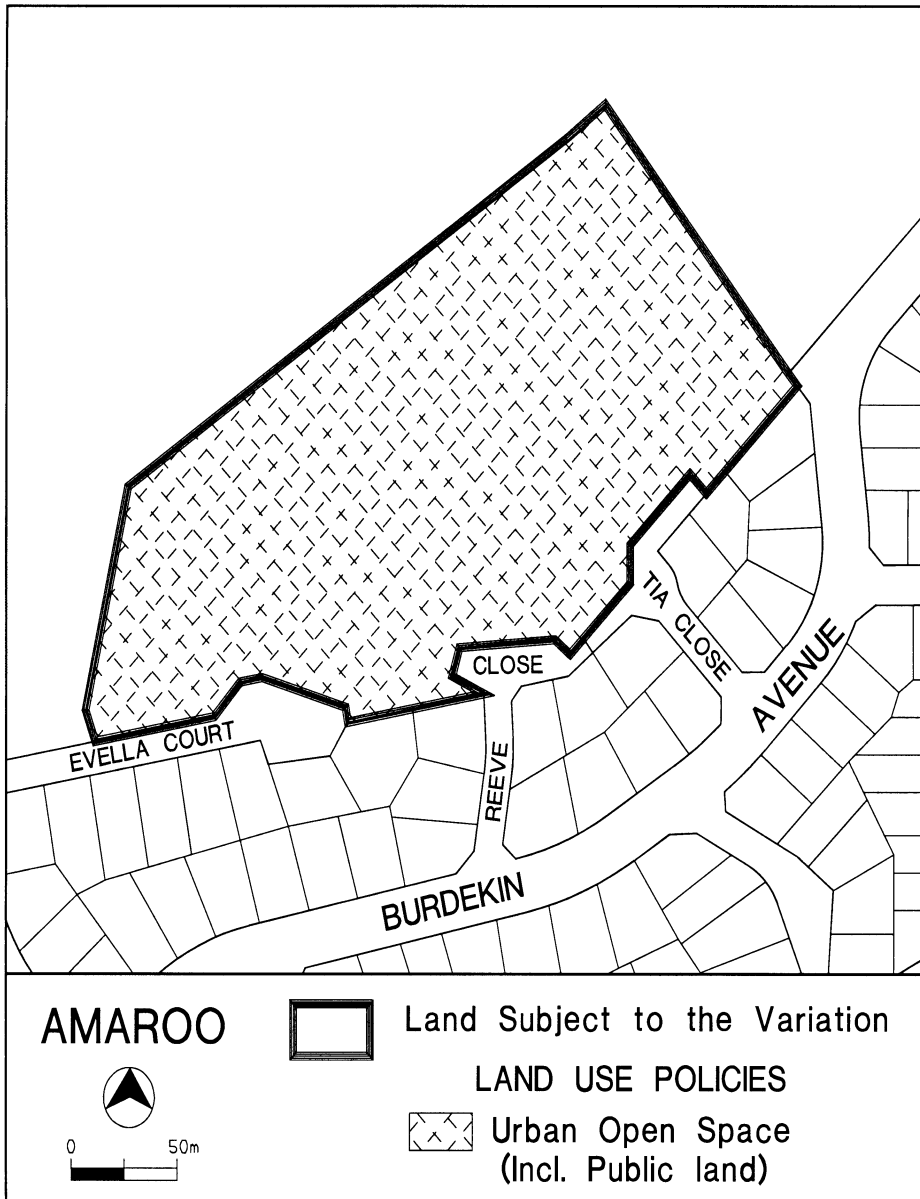 TIA CLOSE
CLOSE
AVENUE
EVELLA COURT
REEVE
BURDEKIN
AMAROO
Land Subject to the Variation
LAND USE POLICIES
0 50m
Urban Open Space
(Incl. Public land)